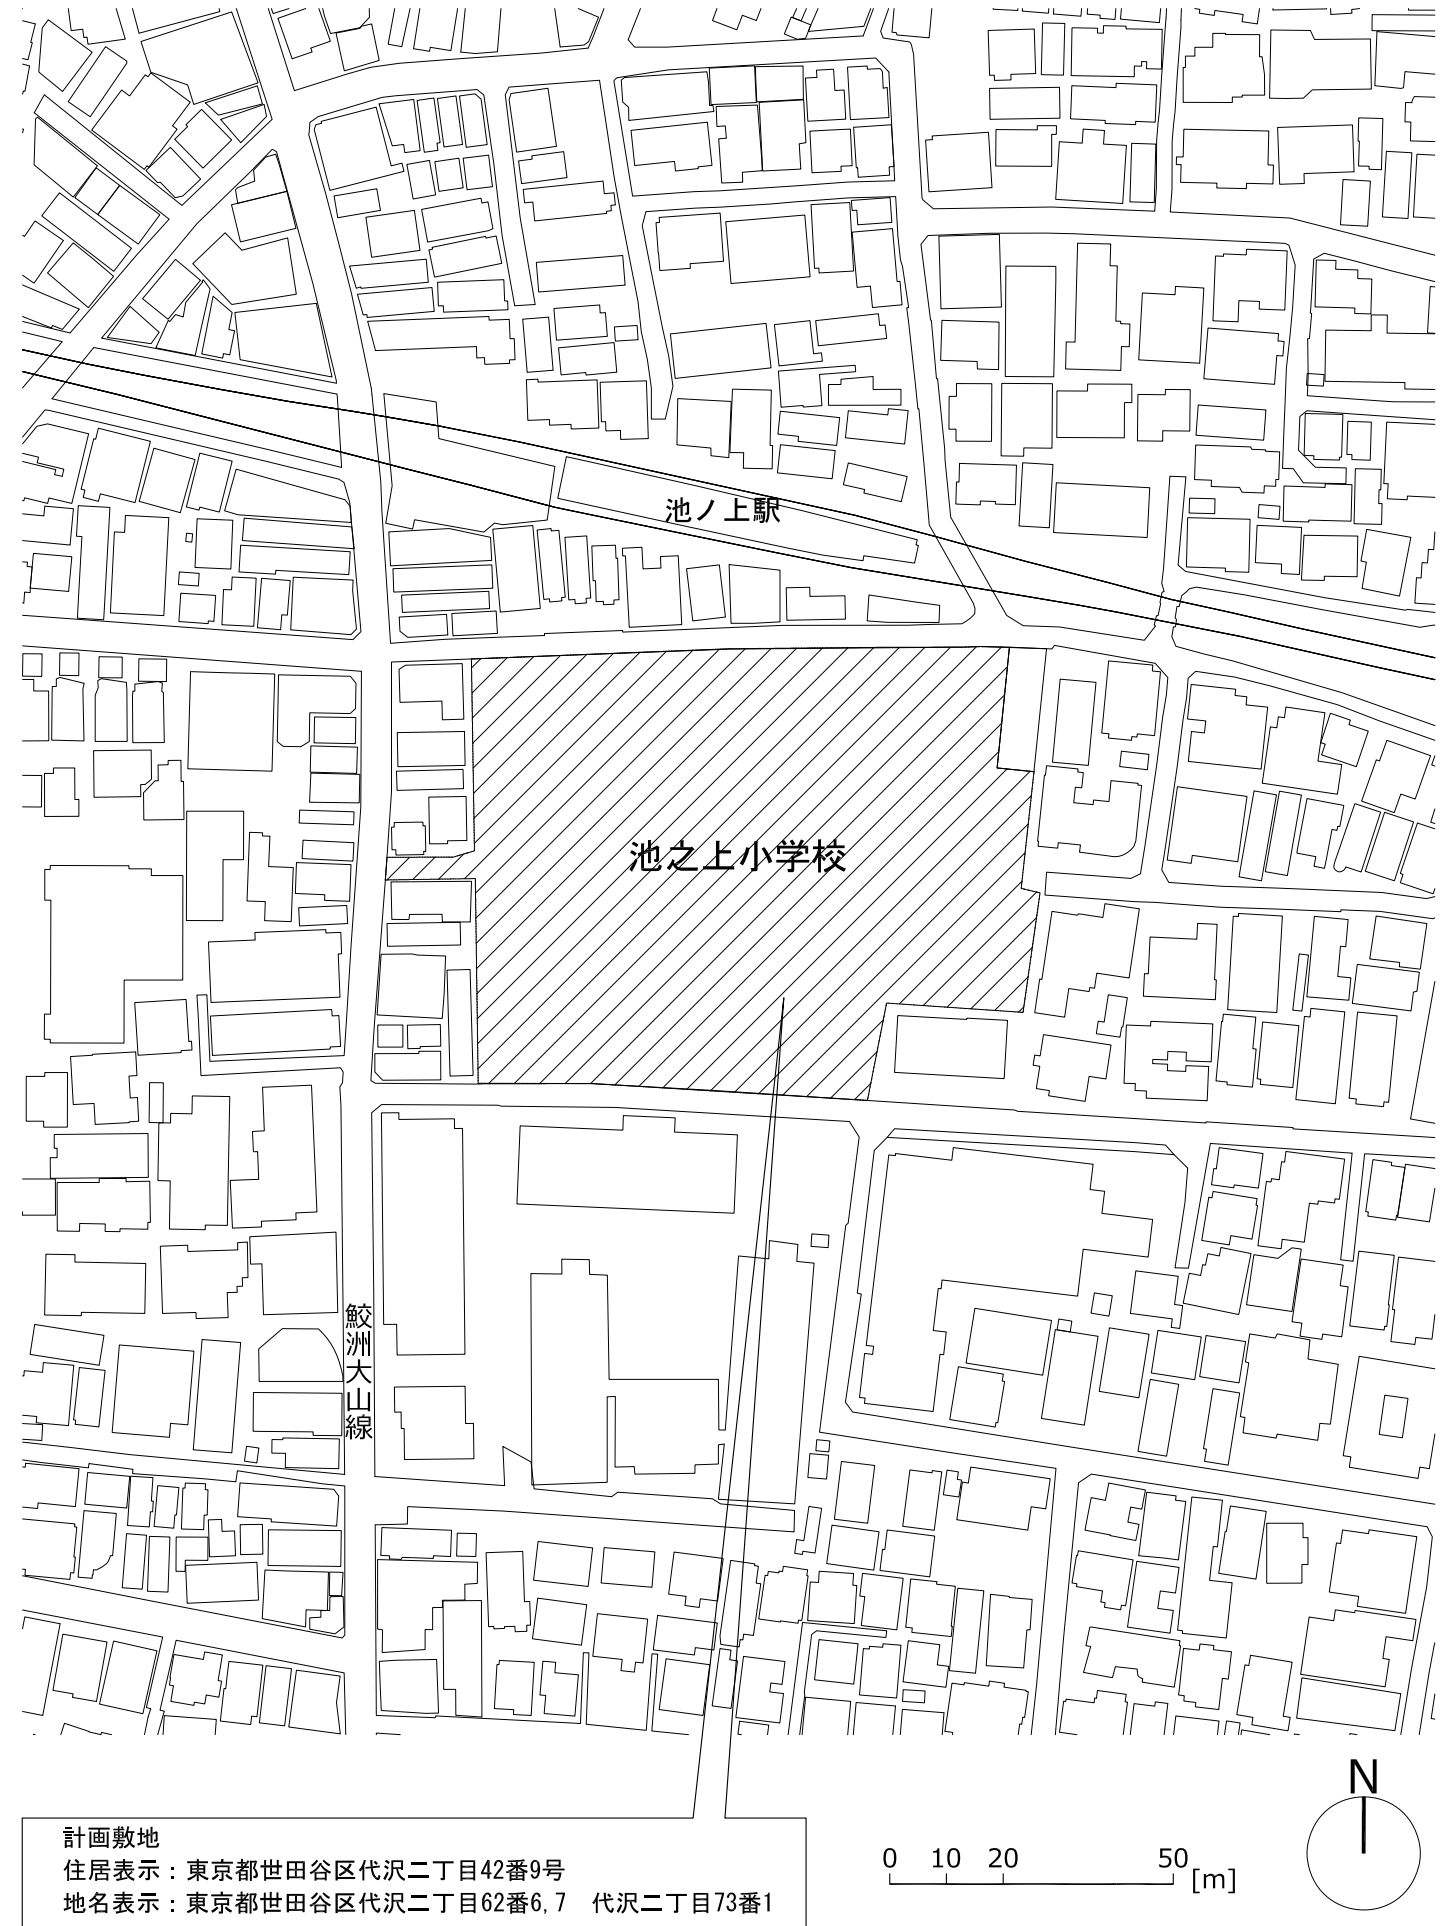 池ノ上駅
池之上小学校
鮫洲大山線
N
計画敷地
住居表示：東京都世田谷区代沢二丁目42番9号
地名表示：東京都世田谷区代沢二丁目62番6,7　代沢二丁目73番1
0 10 20 50 [m]